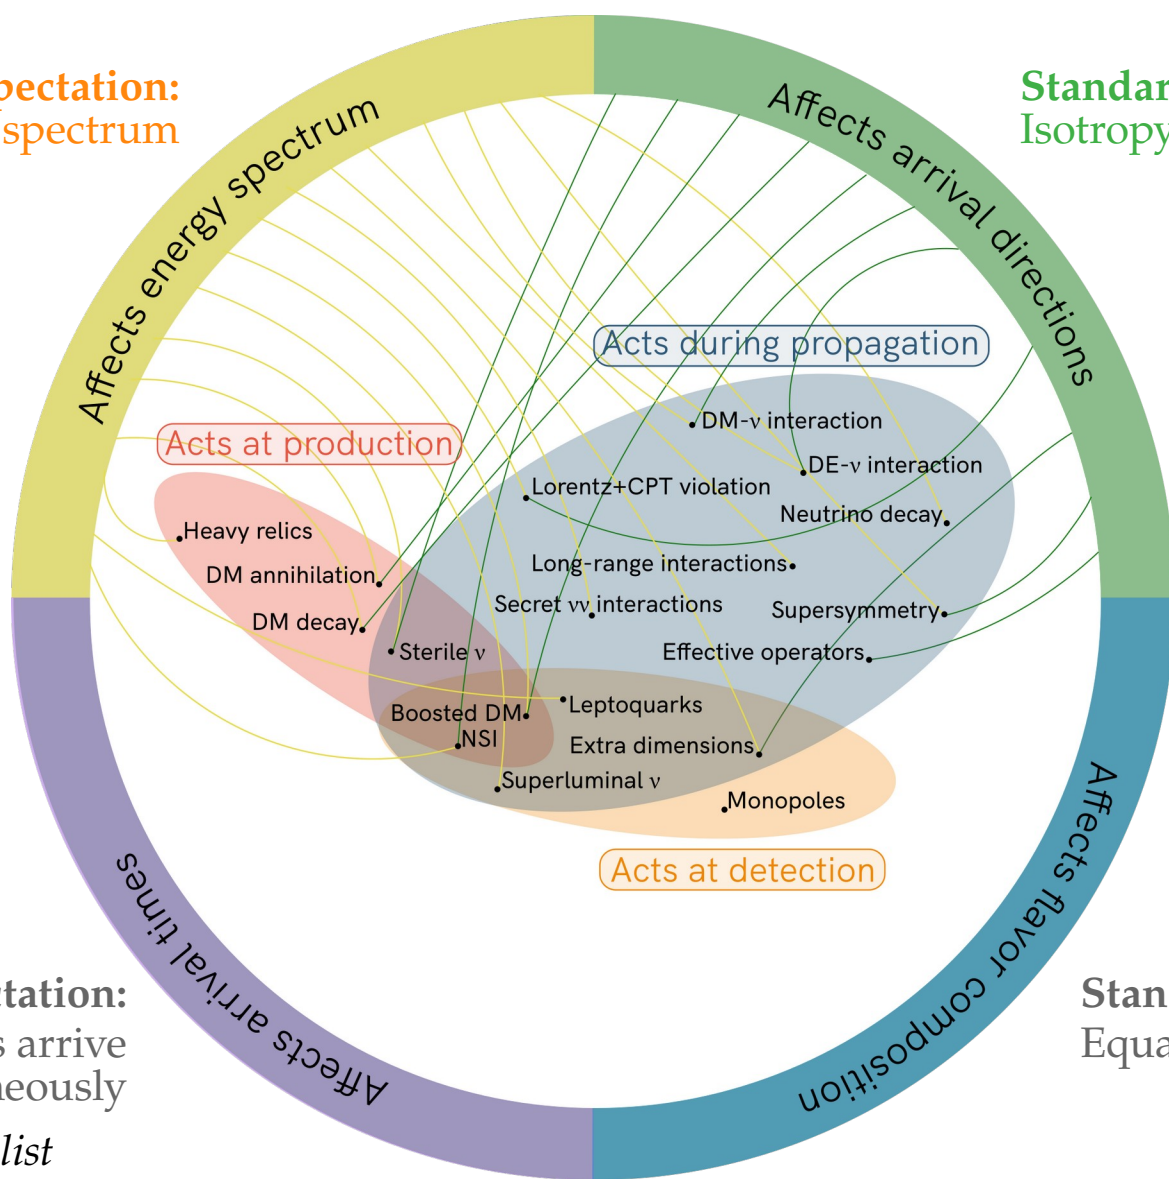 pectation:
spectrum
Standar
Isotropy
Affects energy spectrum
Affects arrival directions
Acts during propagation
DM-ν interaction
Acts at production
DE-ν interaction
Lorentz+CPT violation
Neutrino decay
Heavy relics
Long-range interactions
DM annihilation
Secret νν interactions
Supersymmetry
DM decay
Sterile ν
Effective operators
Leptoquarks
Boosted DM
NSI
Extra dimensions
Superluminal ν
Monopoles
Acts at detection
Affects arrival times
Affects flavor composition
tation:
s arrive
neously
list
Stan
Equa